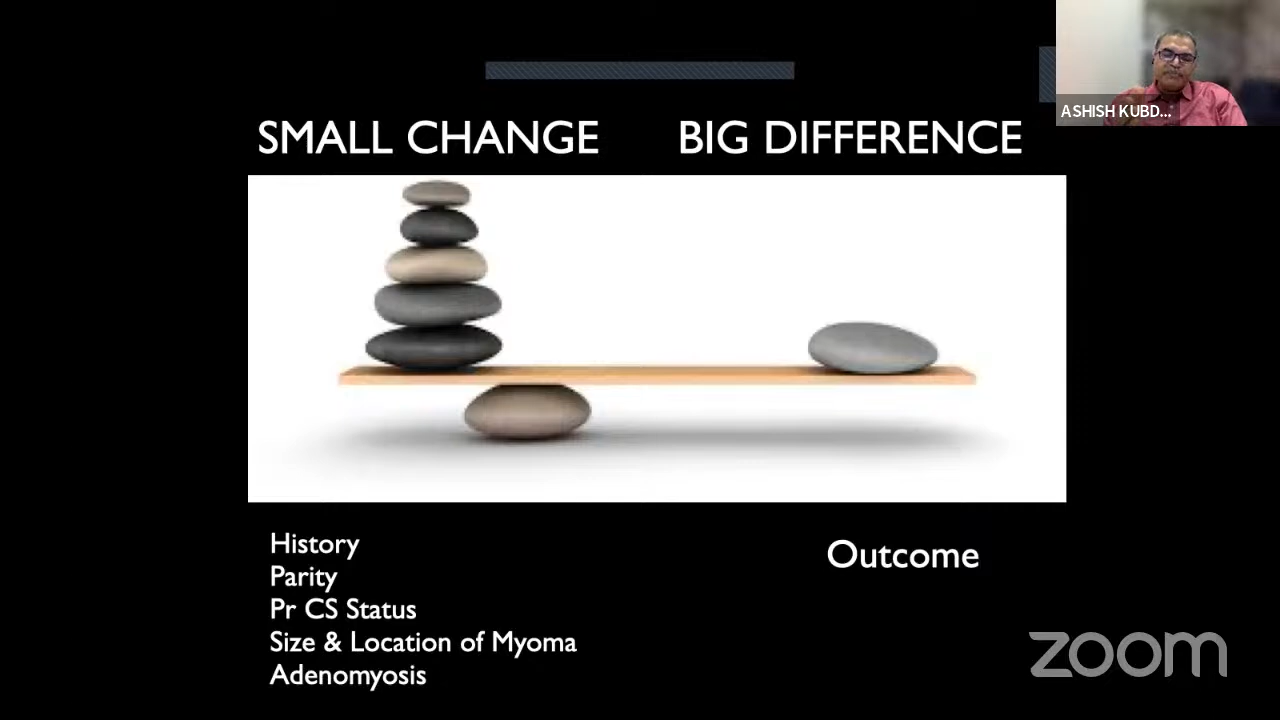 ASHISH KUBD...
SMALL CHANGE BIG DIFFERENCE
History
Parity
Pr CS Status
Size & Location of Myoma
Adenomyosis
Outcome
zoom